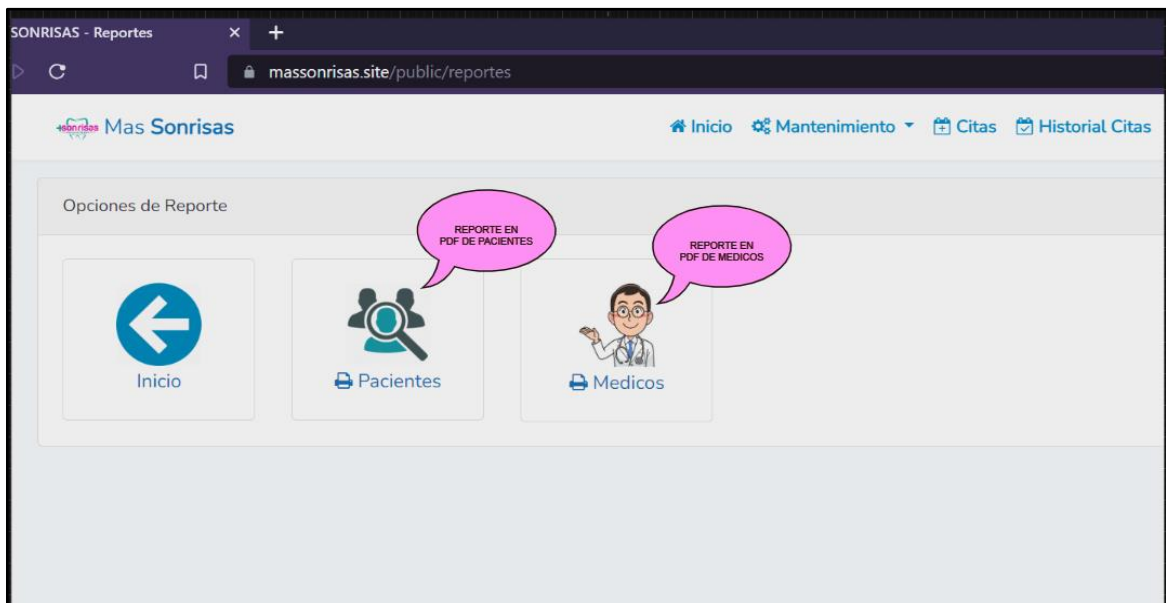 SONRISAS - Reportes
massonrisas.site/public/reportes
+sonrisas Mas Sonrisas
Inicio Mantenimiento Citas Historial Citas
Opciones de Reporte
REPORTE EN
PDF DE PACIENTES
REPORTE EN
PDF DE MEDICOS
Inicio
Pacientes
Medicos